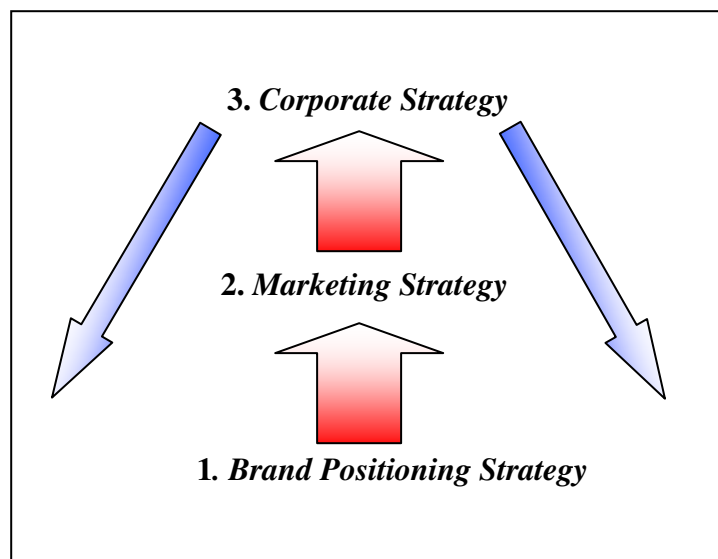 3. Corporate Strategy
2. Marketing Strategy
1. Brand Positioning Strategy